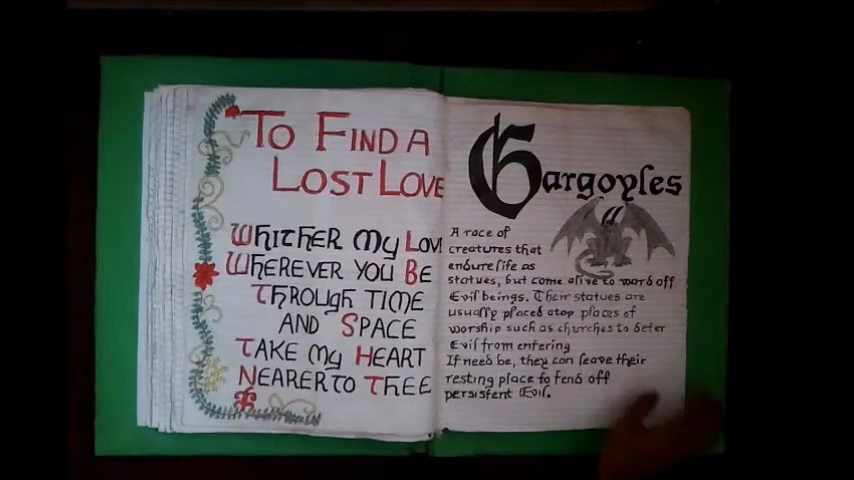 To Find a
Lost Love
Whither my Love
Wherever you Be
Through time
and Space
Take my Heart
Nearer to Thee
Gargoyles
A race of
creatures that
endure life as
statues, but come alive to ward off
Evil beings. Their statues are
usually placed atop places of
worship such as churches to deter
Evil from entering
If need be, they can leave their
resting place to fend off
persistent Evil.